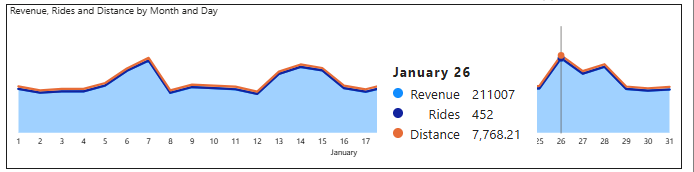 Revenue, Rides and Distance by Month and Day
January 26
Revenue 211007
Rides 452
Distance 7,768.21
1 2 3 4 5 6 7 8 9 10 11 12 13 14 15 16 17 25 26 27 28 29 30 31
January